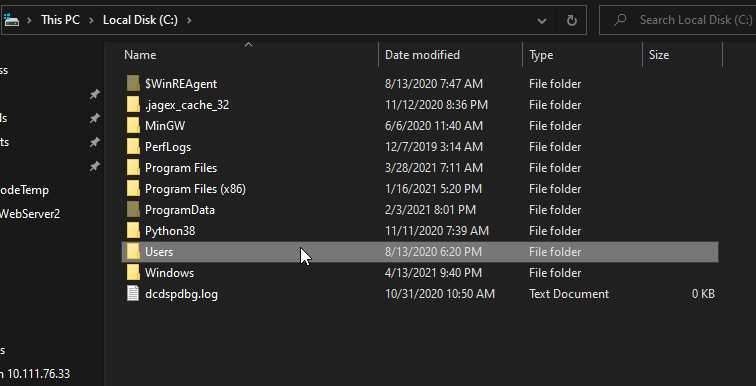 This PC > Local Disk (C:) >
Search Local Disk (C:)
Name Date modified Type Size
ss
$WinREAgent 8/13/2020 7:47 AM File folder
.jagex_cache_32 11/12/2020 8:36 PM File folder
ls MinGW 6/6/2020 11:40 AM File folder
ts PerfLogs 12/7/2019 3:14 AM File folder
Program Files 3/28/2021 7:11 AM File folder
odeTemp Program Files (x86) 1/16/2021 5:20 PM File folder
WebServer2 ProgramData 2/3/2021 8:01 PM File folder
Python38 11/11/2020 7:39 AM File folder
Users 8/13/2020 6:20 PM File folder
Windows 4/13/2021 9:40 PM File folder
dcdspdbg.log 10/31/2020 10:50 AM Text Document 0 KB
s
n 10.111.76.33